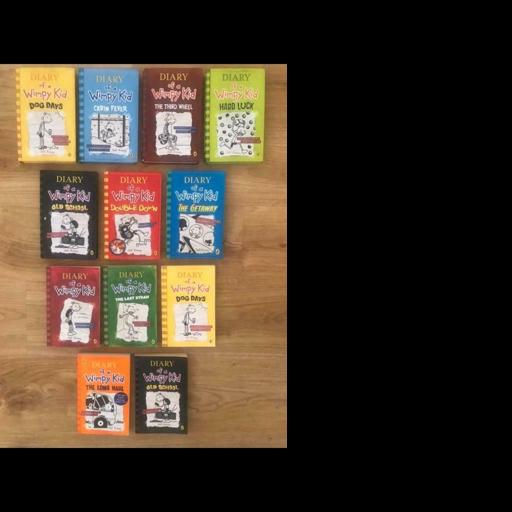 DIARY
of a
Wimpy Kid
DOG DAYS
DIARY
of a
Wimpy Kid
CABIN FEVER
DIARY
of a
Wimpy Kid
THE THIRD WHEEL
DIARY
of a
Wimpy Kid
HARD LUCK
DIARY
of a
Wimpy Kid
OLD SCHOOL
DIARY
of a
Wimpy Kid
DOUBLE DOWN
DIARY
of a
Wimpy Kid
THE GETAWAY
DIARY
of a
Wimpy Kid
DIARY
of a
Wimpy Kid
THE LAST STRAW
DIARY
of a
Wimpy Kid
DOG DAYS
DIARY
of a
Wimpy Kid
THE LONG HAUL
DIARY
of a
Wimpy Kid
OLD SCHOOL